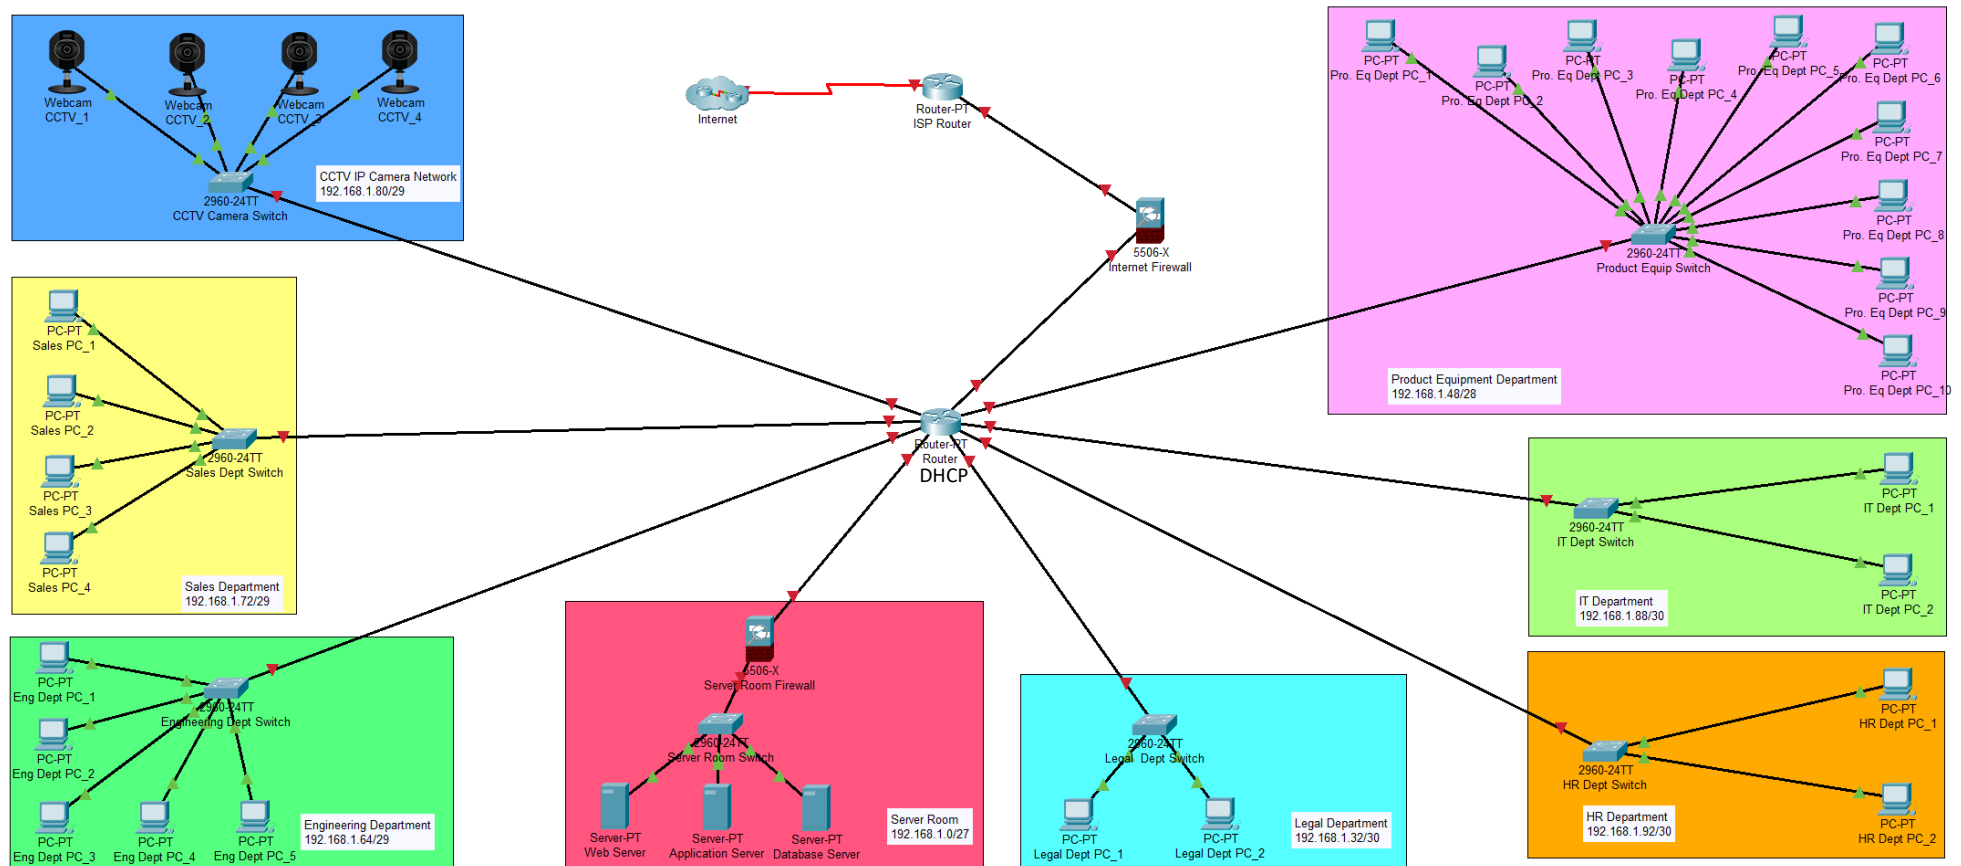 Webcam
CCTV_1
Webcam
CCTV_2
Webcam
CCTV_3
Webcam
CCTV_4
2960-24TT
CCTV Camera Switch
CCTV IP Camera Network
192.168.1.80/29
Internet
Router-PT
ISP Router
5506-X
Internet Firewall
PC-PT
Pro. Eq Dept PC_1
PC-PT
Pro. Eq Dept PC_2
PC-PT
Pro. Eq Dept PC_3
PC-PT
Pro. Eq Dept PC_4
PC-PT
Pro. Eq Dept PC_5
PC-PT
Pro. Eq Dept PC_6
PC-PT
Pro. Eq Dept PC_7
PC-PT
Pro. Eq Dept PC_8
PC-PT
Pro. Eq Dept PC_9
PC-PT
Pro. Eq Dept PC_10
2960-24TT
Product Equip Switch
Product Equipment Department
192.168.1.48/28
PC-PT
Sales PC_1
PC-PT
Sales PC_2
PC-PT
Sales PC_3
PC-PT
Sales PC_4
2960-24TT
Sales Dept Switch
Sales Department
192.168.1.72/29
Router-PT
Router
DHCP
PC-PT
IT Dept PC_1
PC-PT
IT Dept PC_2
2960-24TT
IT Dept Switch
IT Department
192.168.1.88/30
PC-PT
Eng Dept PC_1
PC-PT
Eng Dept PC_2
PC-PT
Eng Dept PC_3
PC-PT
Eng Dept PC_4
PC-PT
Eng Dept PC_5
2960-24TT
Engineering Dept Switch
Engineering Department
192.168.1.64/29
5506-X
Server Room Firewall
2960-24TT
Server Room Switch
Server-PT
Web Server
Server-PT
Application Server
Server-PT
Database Server
Server Room
192.168.1.0/27
2960-24TT
Legal  Dept Switch
PC-PT
Legal Dept PC_1
PC-PT
Legal Dept PC_2
Legal Department
192.168.1.32/30
PC-PT
HR Dept PC_1
PC-PT
HR Dept PC_2
2960-24TT
HR Dept Switch
HR Department
192.168.1.92/30